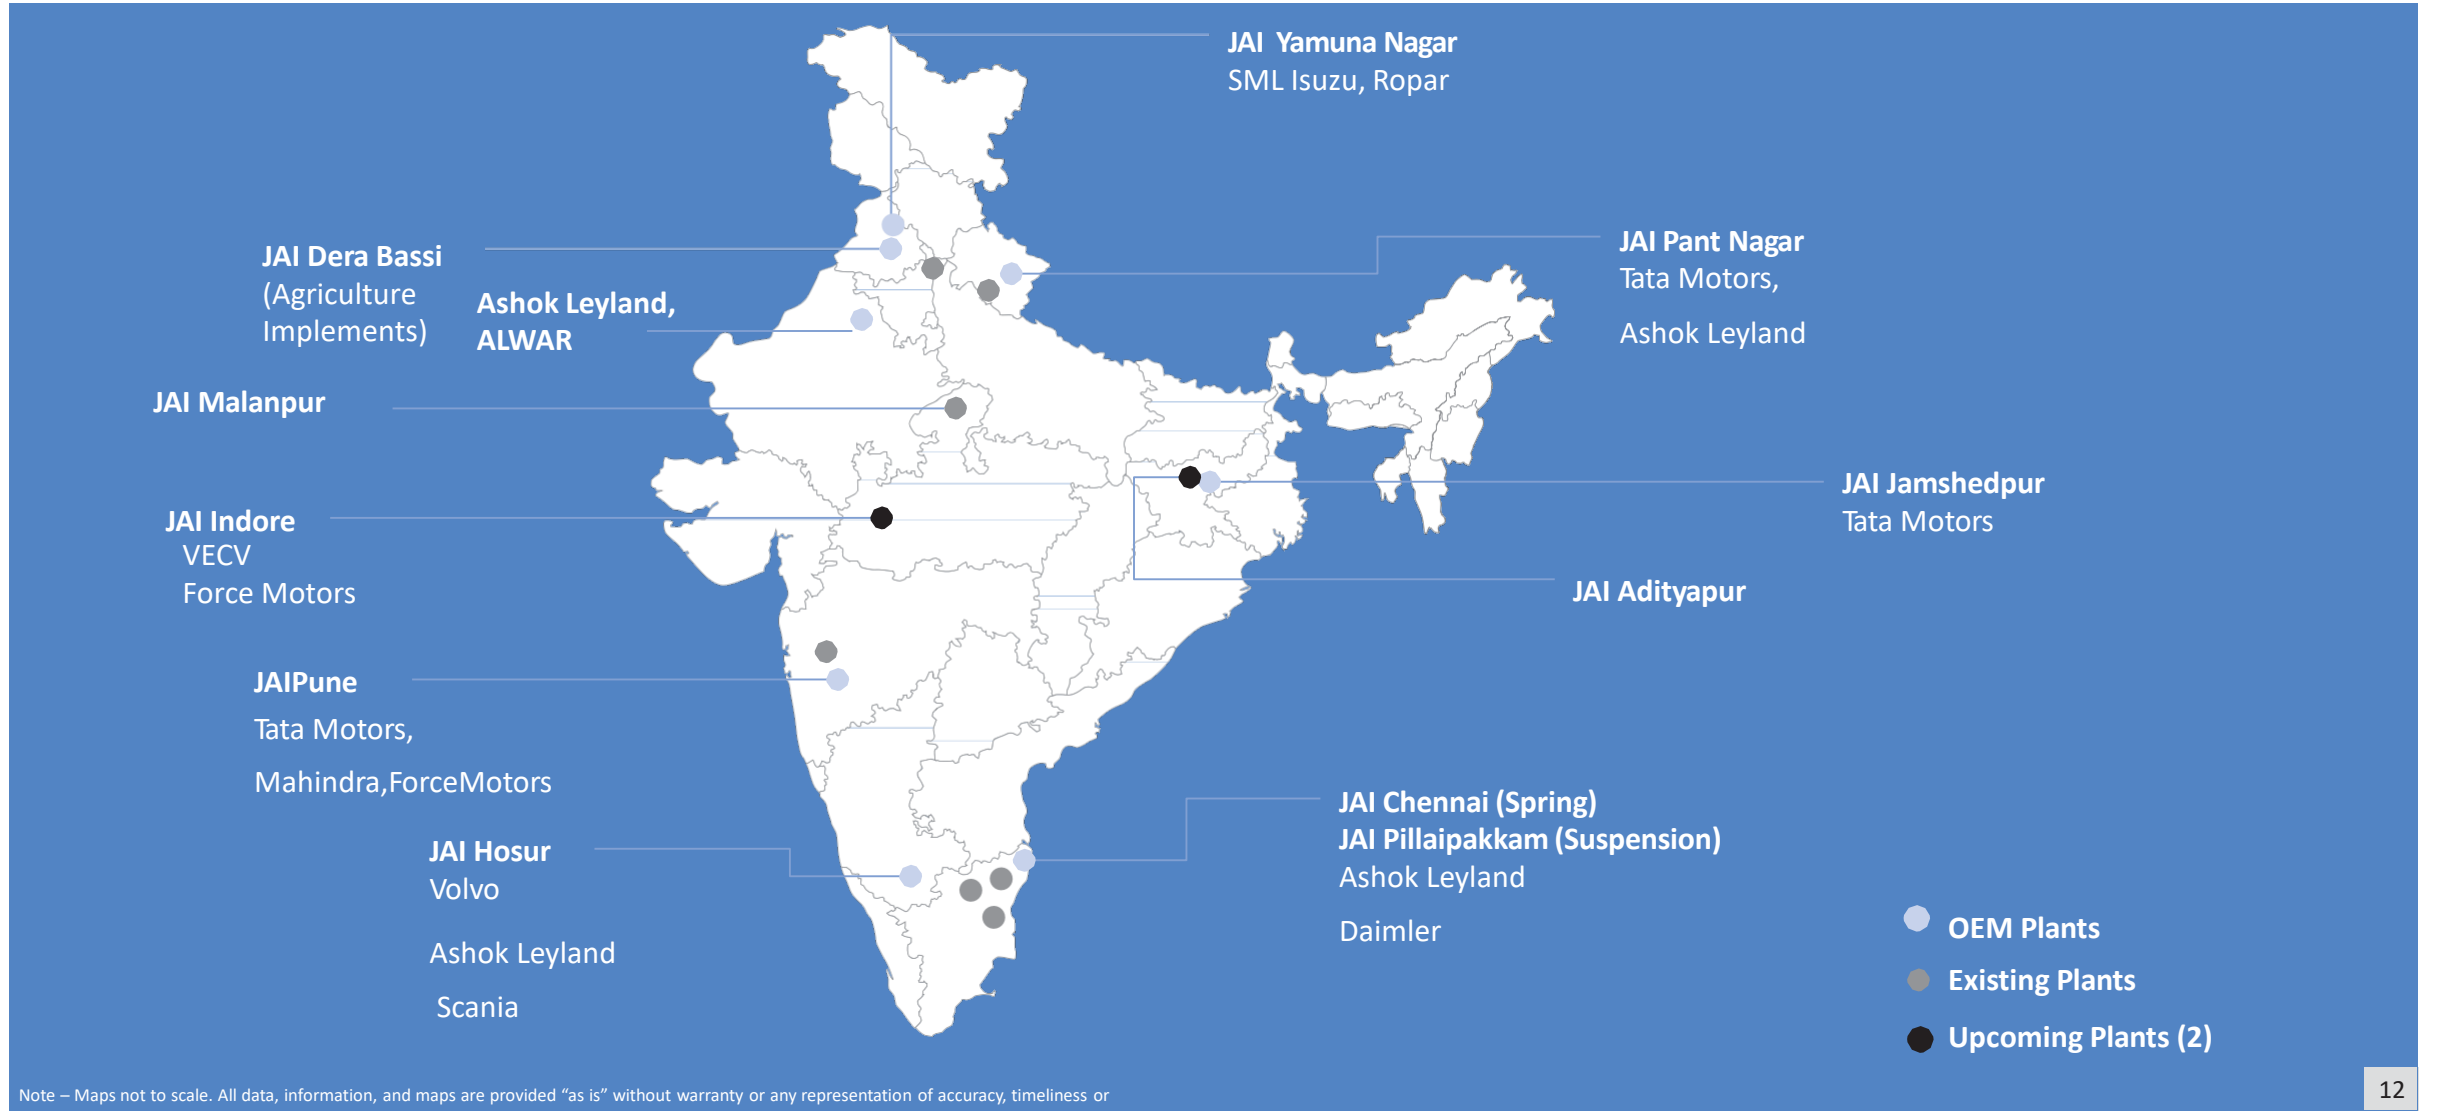 JAI Yamuna Nagar
SML Isuzu, Ropar
JAI Dera Bassi
(Agriculture
Implements)
Ashok Leyland,
ALWAR
JAI Pant Nagar
Tata Motors,
Ashok Leyland
JAI Malanpur
JAI Indore
VECV
Force Motors
JAI Jamshedpur
Tata Motors
JAI Adityapur
JAIPune
Tata Motors,
Mahindra,ForceMotors
JAI Hosur
Volvo
Ashok Leyland
Scania
JAI Chennai (Spring)
JAI Pillaipakkam (Suspension)
Ashok Leyland
Daimler
OEM Plants
Existing Plants
Upcoming Plants (2)
Note – Maps not to scale. All data, information, and maps are provided “as is” without warranty or any representation of accuracy, timeliness or
12